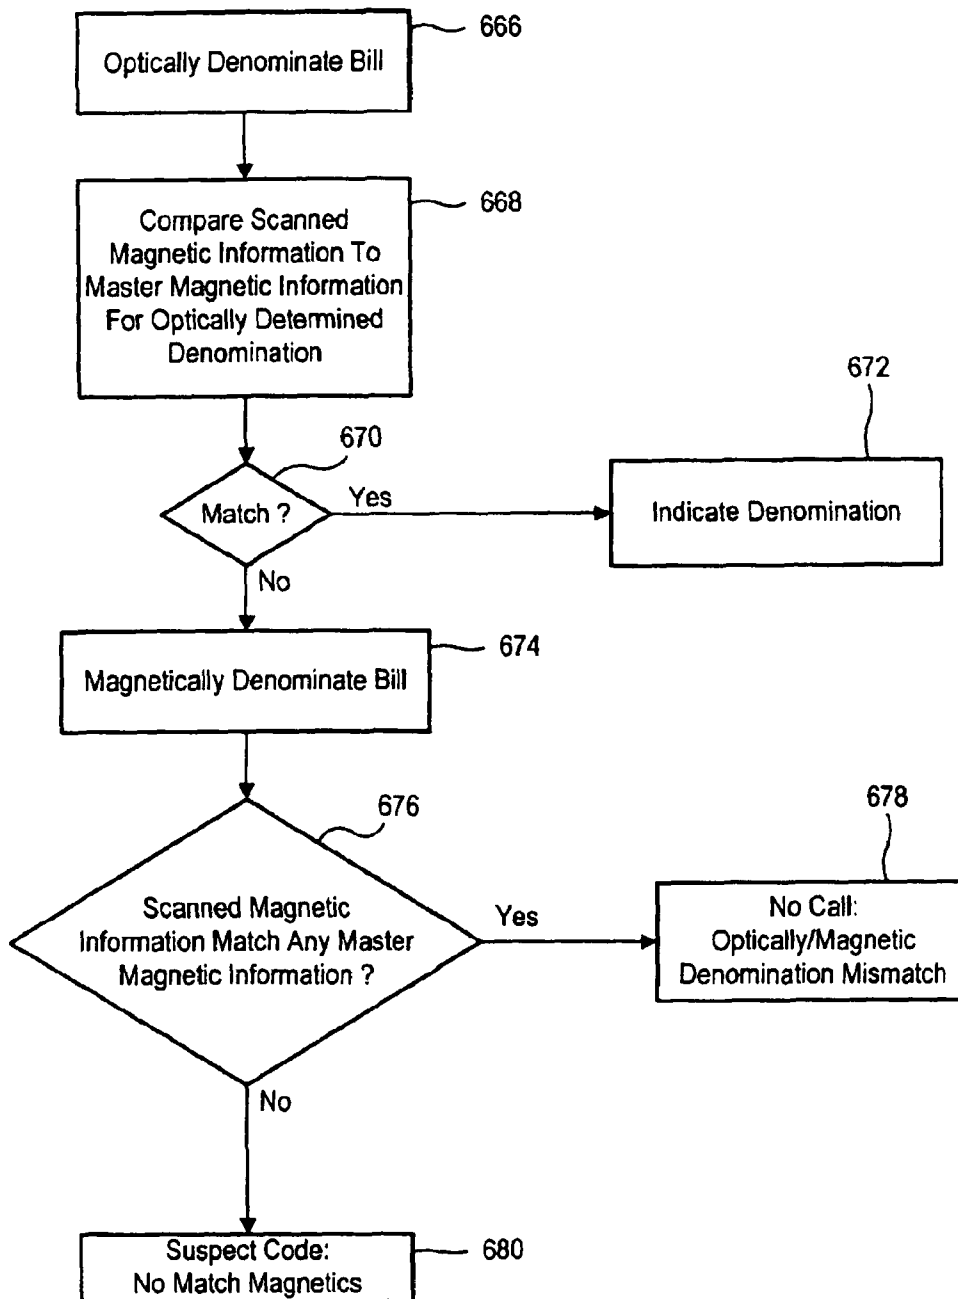 666
Optically Denominate Bill
668
Compare Scanned
Magnetic Information To
Master Magnetic Information
For Optically Determined
Denomination
672
670
Match ?
Yes
Indicate Denomination
No
674
Magnetically Denominate Bill
676
678
Scanned Magnetic
Information Match Any Master
Magnetic Information ?
Yes
No Call:
Optically/Magnetic
Denomination Mismatch
No
680
Suspect Code:
No Match Magnetics